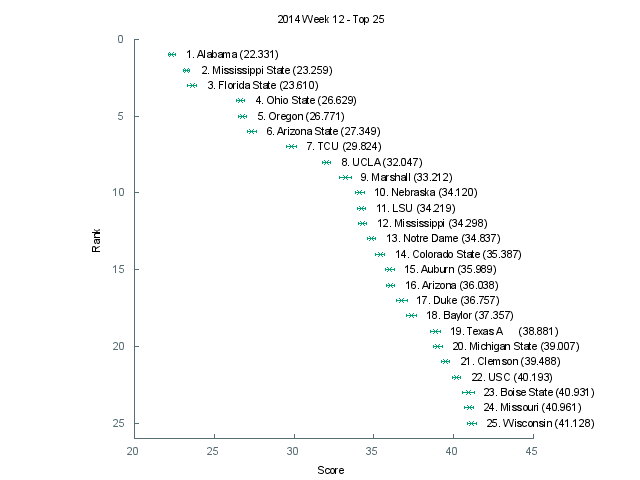 2014 Week 12 - Top 25
0
1. Alabama (22.331)
2. Mississippi State (23.259)
3. Florida State (23.610)
4. Ohio State (26.629)
5
5. Oregon (26.771)
6. Arizona State (27.349)
7. TCU (29.824)
8. UCLA (32.047)
9. Marshall (33.212)
10
10. Nebraska (34.120)
11. LSU (34.219)
12. Mississippi (34.298)
Rank
13. Notre Dame (34.837)
14. Colorado State (35.387)
15
15. Auburn (35.989)
16. Arizona (36.038)
17. Duke (36.757)
18. Baylor (37.357)
19. Texas A (38.881)
20
20. Michigan State (39.007)
21. Clemson (39.488)
22. USC (40.193)
23. Boise State (40.931)
24. Missouri (40.961)
25
25. Wisconsin (41.128)
20 25 30 35 40 45
Score